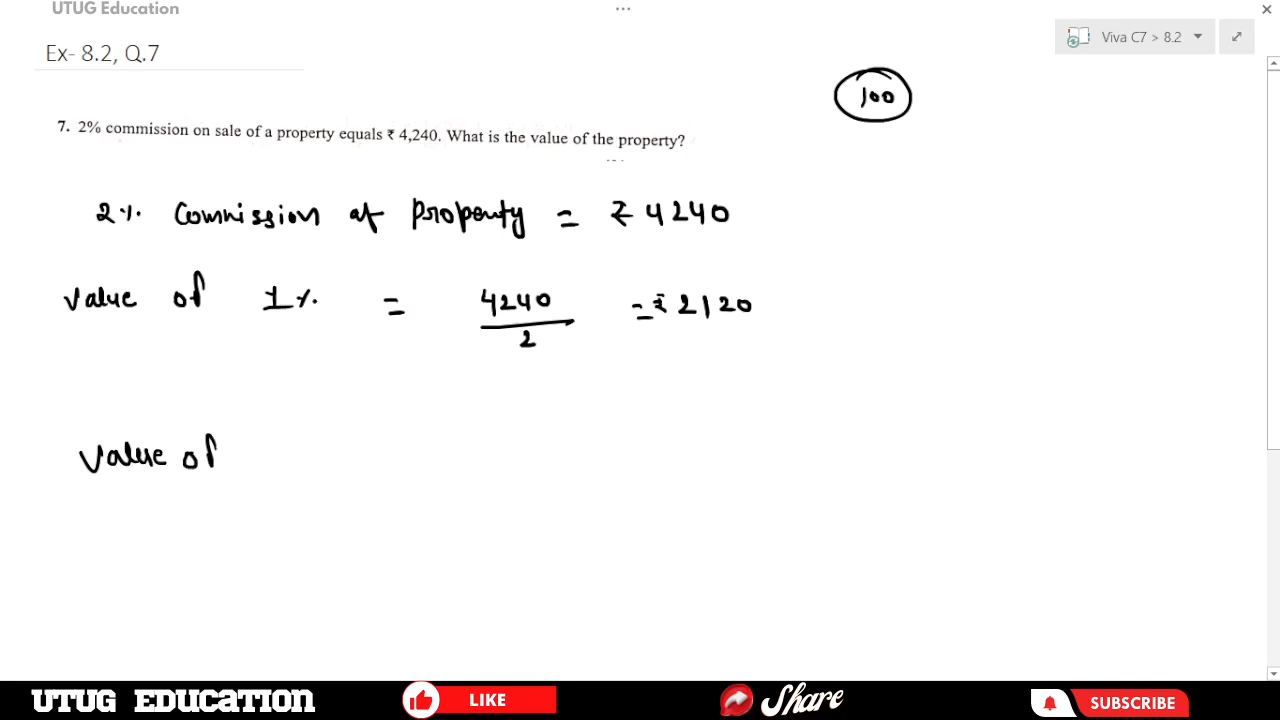 UTUG Education
...
Viva C7 > 8.2
Ex- 8.2, Q.7
100
7. 2% commission on sale of a property equals ₹ 4,240. What is the value of the property?
2%. Commission of Property = ₹ 4240
Value of 1%. = 4240/2 = ₹ 2120
Value of
UTUG EDUCATION
LIKE
Share
SUBSCRIBE